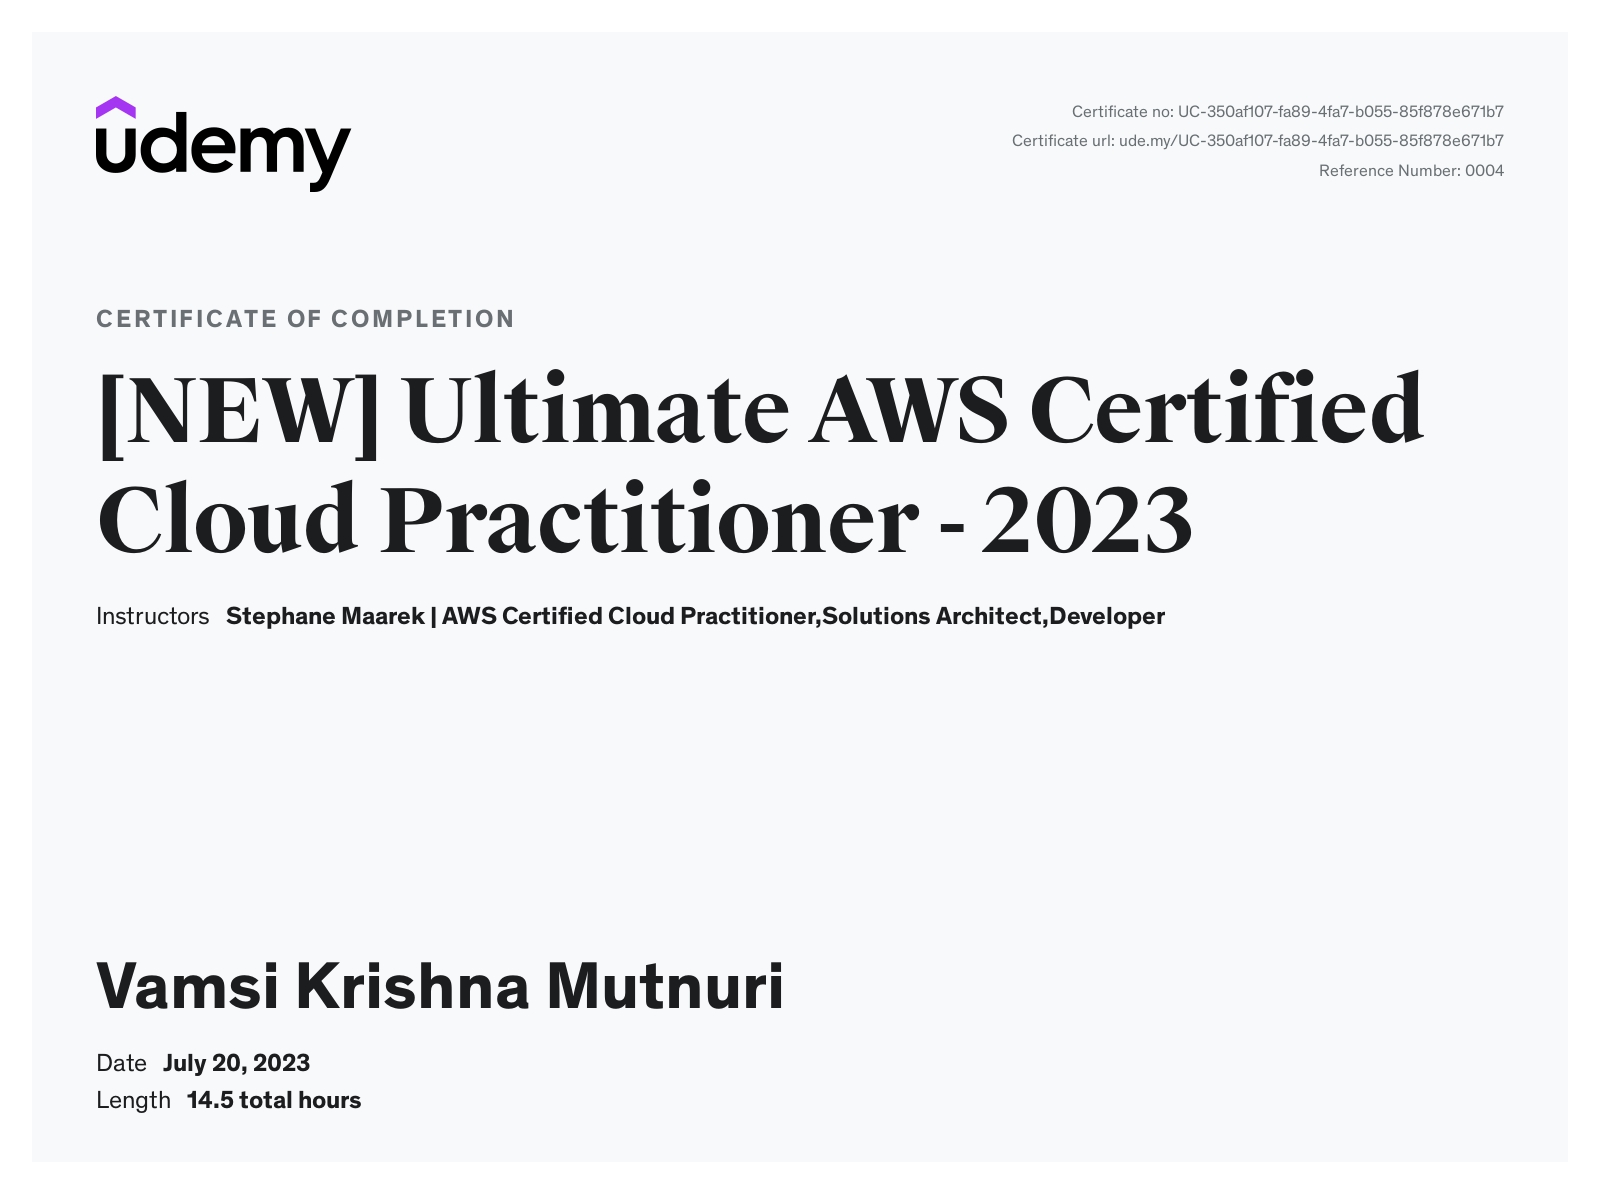 udemy
Certificate no: UC-350af107-fa89-4fa7-b055-85f878e671b7
Certificate url: ude.my/UC-350af107-fa89-4fa7-b055-85f878e671b7
Reference Number: 0004
CERTIFICATE OF COMPLETION
[NEW] Ultimate AWS Certified
Cloud Practitioner - 2023
Instructors Stephane Maarek | AWS Certified Cloud Practitioner,Solutions Architect,Developer
Vamsi Krishna Mutnuri
Date July 20, 2023
Length 14.5 total hours